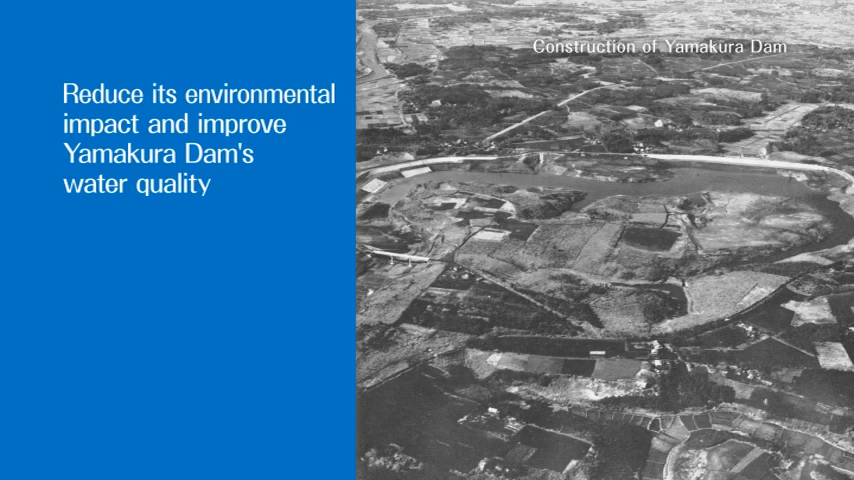 Reduce its environmental
impact and improve
Yamakura Dam's
water quality
Construction of Yamakura Dam